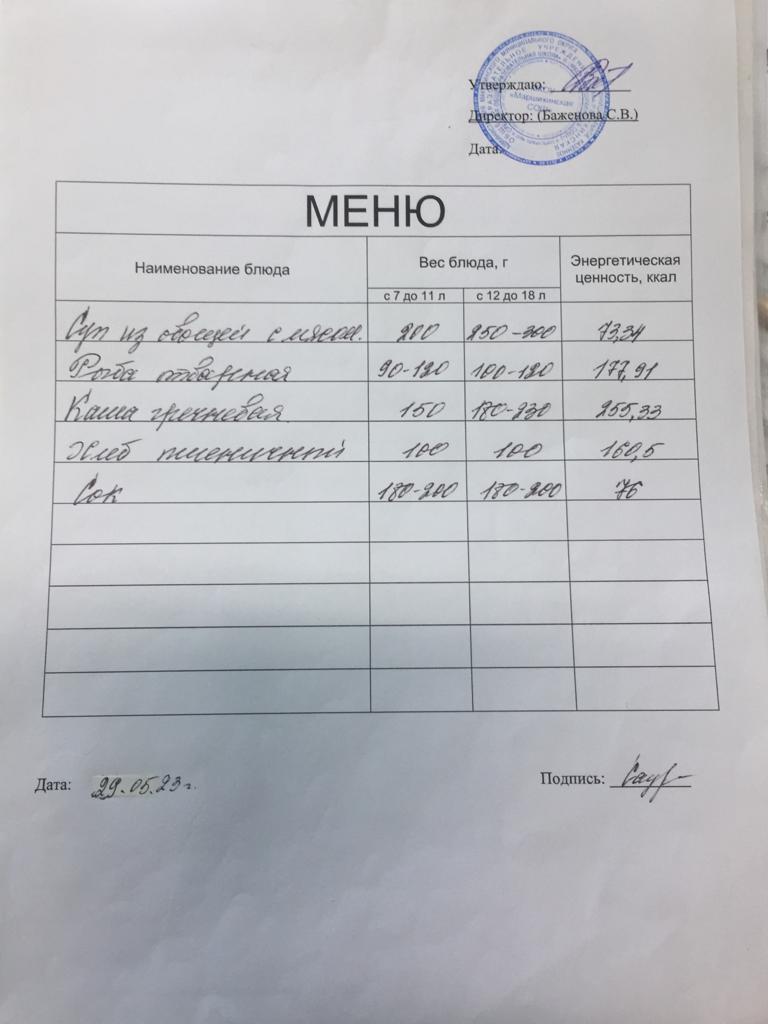 Утверждаю:
Директор: (Баженова С.В.)
Дата:
«Маршихинская
СОШ»
МЕНЮ
Наименование блюда
Вес блюда, г
Энергетическая ценность, ккал
с 7 до 11 л
с 12 до 18 л
Суп из овощей с мясом. 200 250-300 73,34
Рыба отварная 90-120 100-120 177,91
Каша гречневая. 150 180-230 255,33
Хлеб пшеничный 100 100 160,5
Сок 180-200 180-200 76
Дата: 29.05.23г.
Подпись: